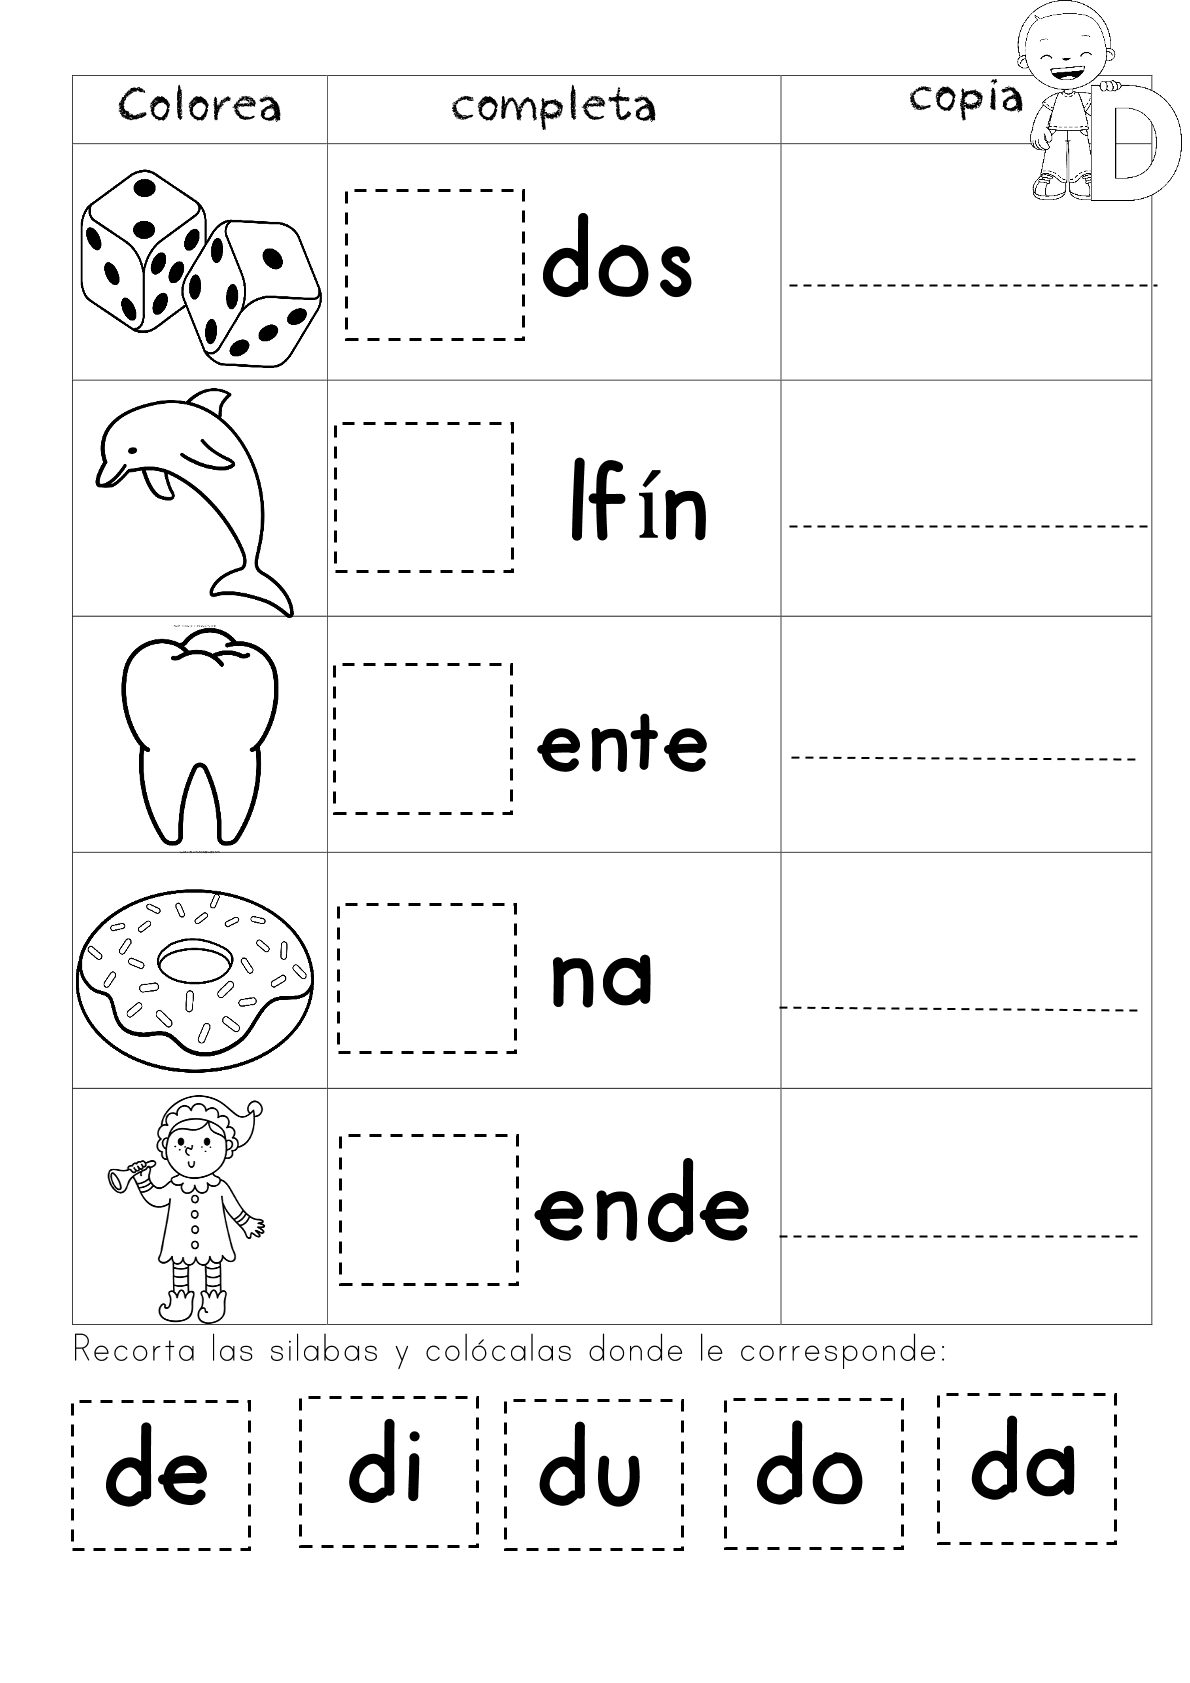 Colorea completa copia
D
dos
lfín
ente
na
ende
Recorta las silabas y colócalas donde le corresponde:
de di du do da